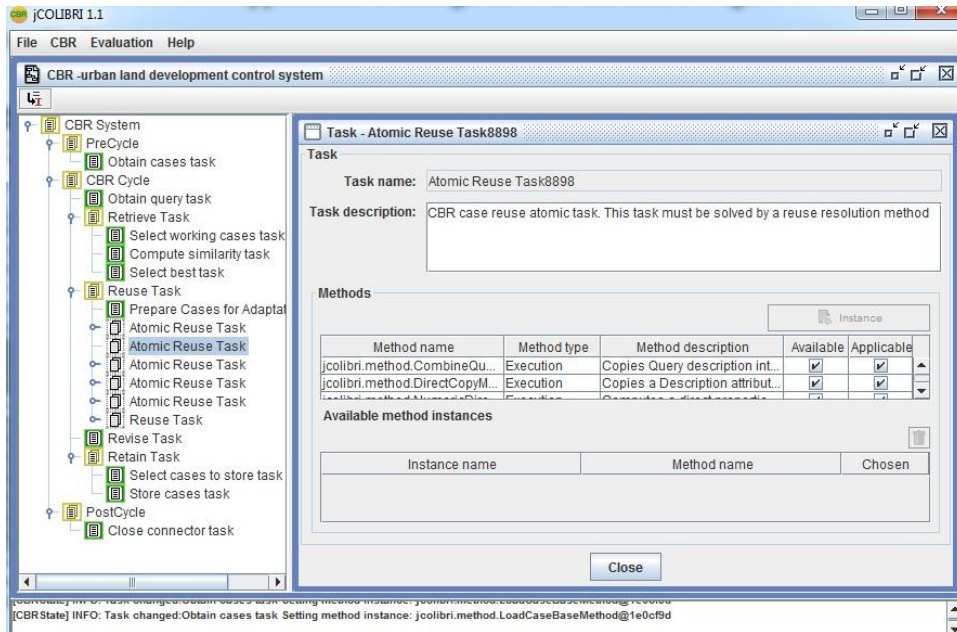 CBR jCOLIBRI 1.1
File CBR Evaluation Help
CBR -urban land development control system
CBR System
PreCycle
Obtain cases task
CBR Cycle
Obtain query task
Retrieve Task
Select working cases task
Compute similarity task
Select best task
Reuse Task
Prepare Cases for Adaptat
Atomic Reuse Task
Atomic Reuse Task
Atomic Reuse Task
Atomic Reuse Task
Atomic Reuse Task
Reuse Task
Revise Task
Retain Task
Select cases to store task
Store cases task
PostCycle
Close connector task
Task - Atomic Reuse Task8898
Task
Task name: Atomic Reuse Task8898
Task description: CBR case reuse atomic task. This task must be solved by a reuse resolution method
Methods
Instance
Method name Method type Method description Available Applicable
jcolibri.method.CombineQu... Execution Copies Query description int...
jcolibri.method.DirectCopyM... Execution Copies a Description attribut...
Available method instances
Instance name Method name Chosen
Close
[CBRState] INFO: Task changed:Obtain cases task Setting method instance: jcolibri.method.LoadCaseBaseMethod@1e0cf9d